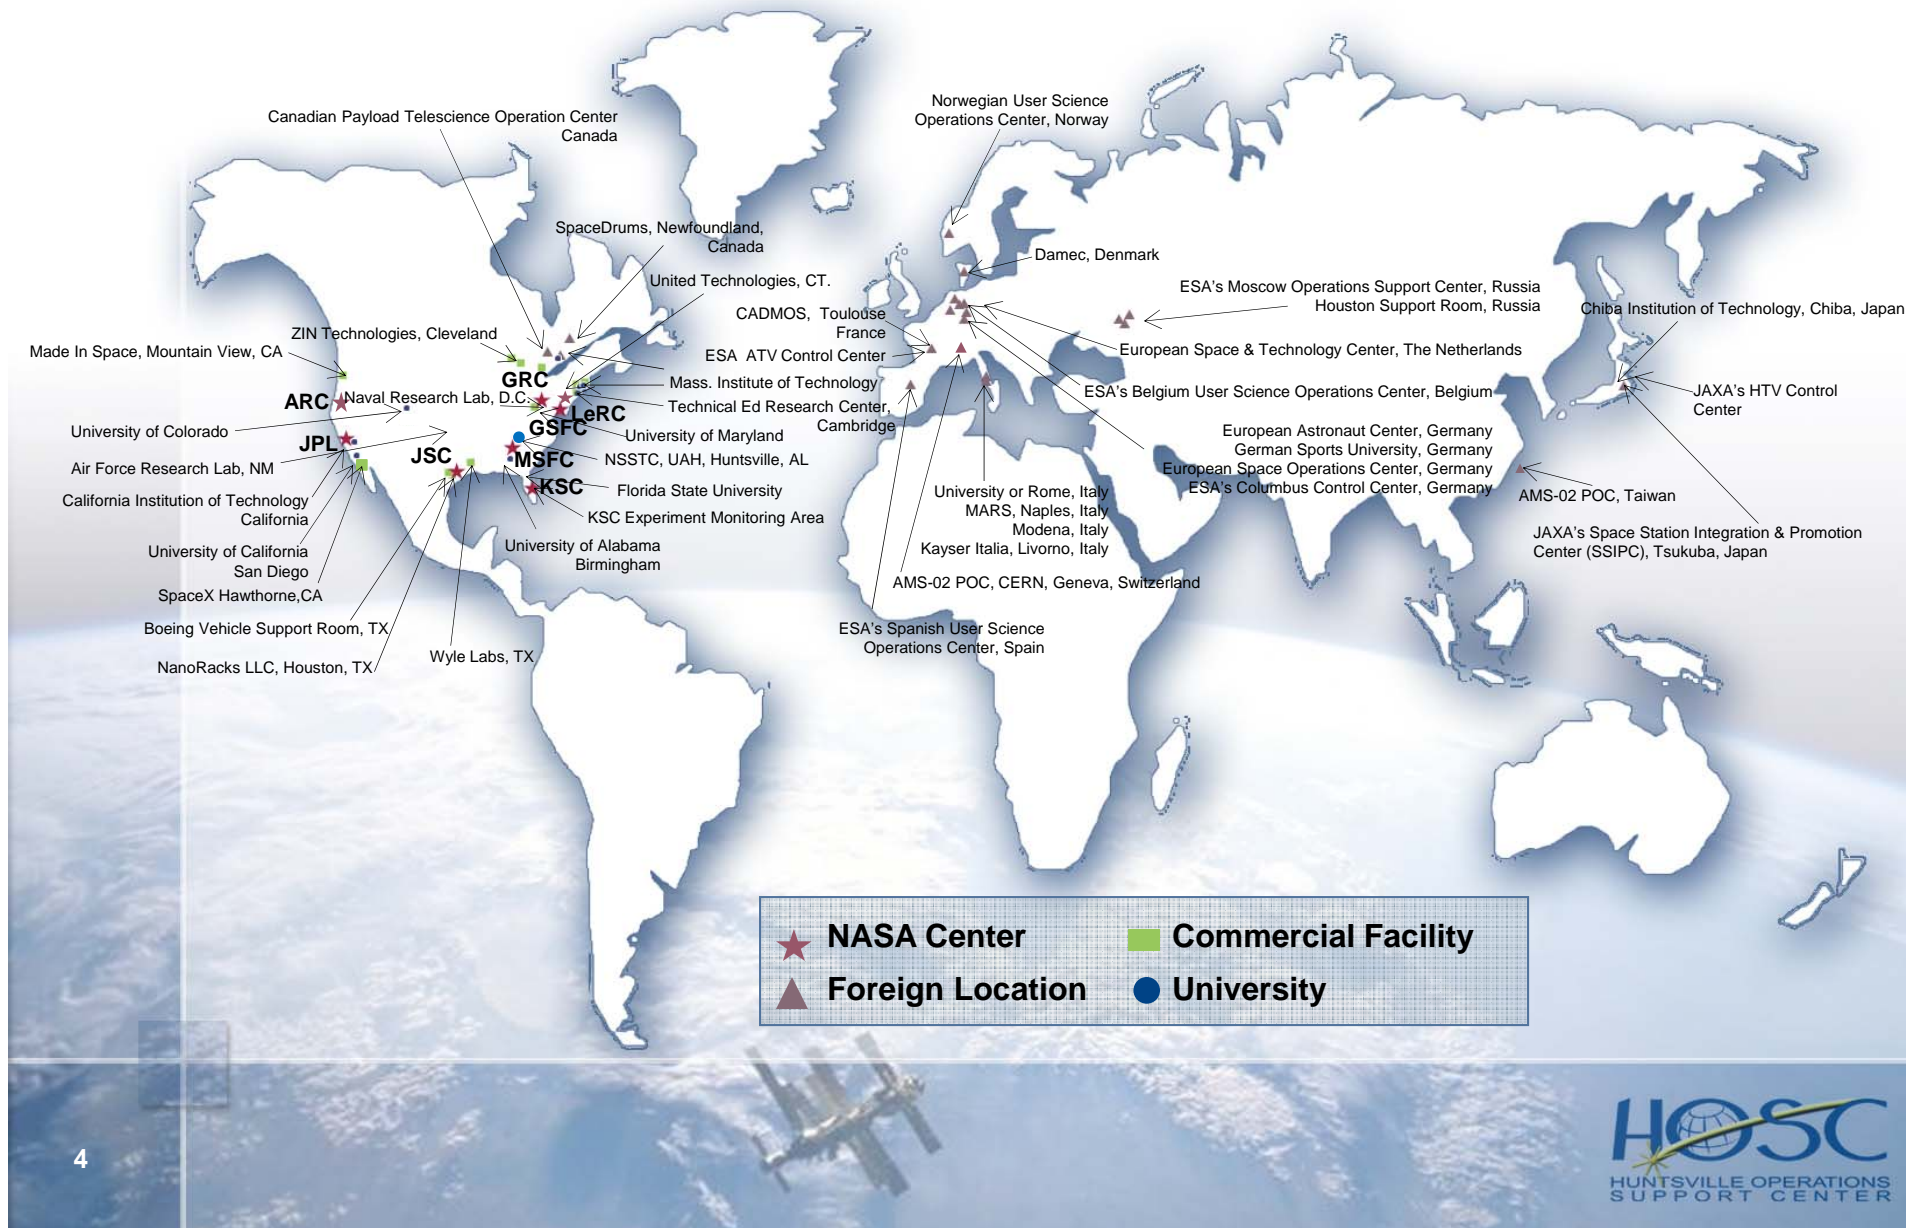 Canadian Payload Telescience Operation Center
Canada
Norwegian User Science
Operations Center, Norway
SpaceDrums, Newfoundland,
Canada
Damec, Denmark
United Technologies, CT.
ESA's Moscow Operations Support Center, Russia
Houston Support Room, Russia
Chiba Institution of Technology, Chiba, Japan
CADMOS, Toulouse
France
ZIN Technologies, Cleveland
Made In Space, Mountain View, CA
ESA ATV Control Center
European Space & Technology Center, The Netherlands
GRC
Mass. Institute of Technology
ESA's Belgium User Science Operations Center, Belgium
JAXA's HTV Control
Center
ARC
Naval Research Lab, D.C.
LeRC
Technical Ed Research Center,
Cambridge
GSFC
University of Colorado
University of Maryland
European Astronaut Center, Germany
German Sports University, Germany
European Space Operations Center, Germany
ESA's Columbus Control Center, Germany
JPL
JSC
MSFC
NSSTC, UAH, Huntsville, AL
Air Force Research Lab, NM
KSC
Florida State University
University or Rome, Italy
MARS, Naples, Italy
Modena, Italy
Kayser Italia, Livorno, Italy
AMS-02 POC, Taiwan
California Institution of Technology
California
KSC Experiment Monitoring Area
JAXA's Space Station Integration & Promotion
Center (SSIPC), Tsukuba, Japan
University of California
San Diego
University of Alabama
Birmingham
AMS-02 POC, CERN, Geneva, Switzerland
SpaceX Hawthorne,CA
Boeing Vehicle Support Room, TX
ESA's Spanish User Science
Operations Center, Spain
Wyle Labs, TX
NanoRacks LLC, Houston, TX
NASA Center
Commercial Facility
Foreign Location
University
4
HOSC
HUNTSVILLE OPERATIONS
SUPPORT CENTER